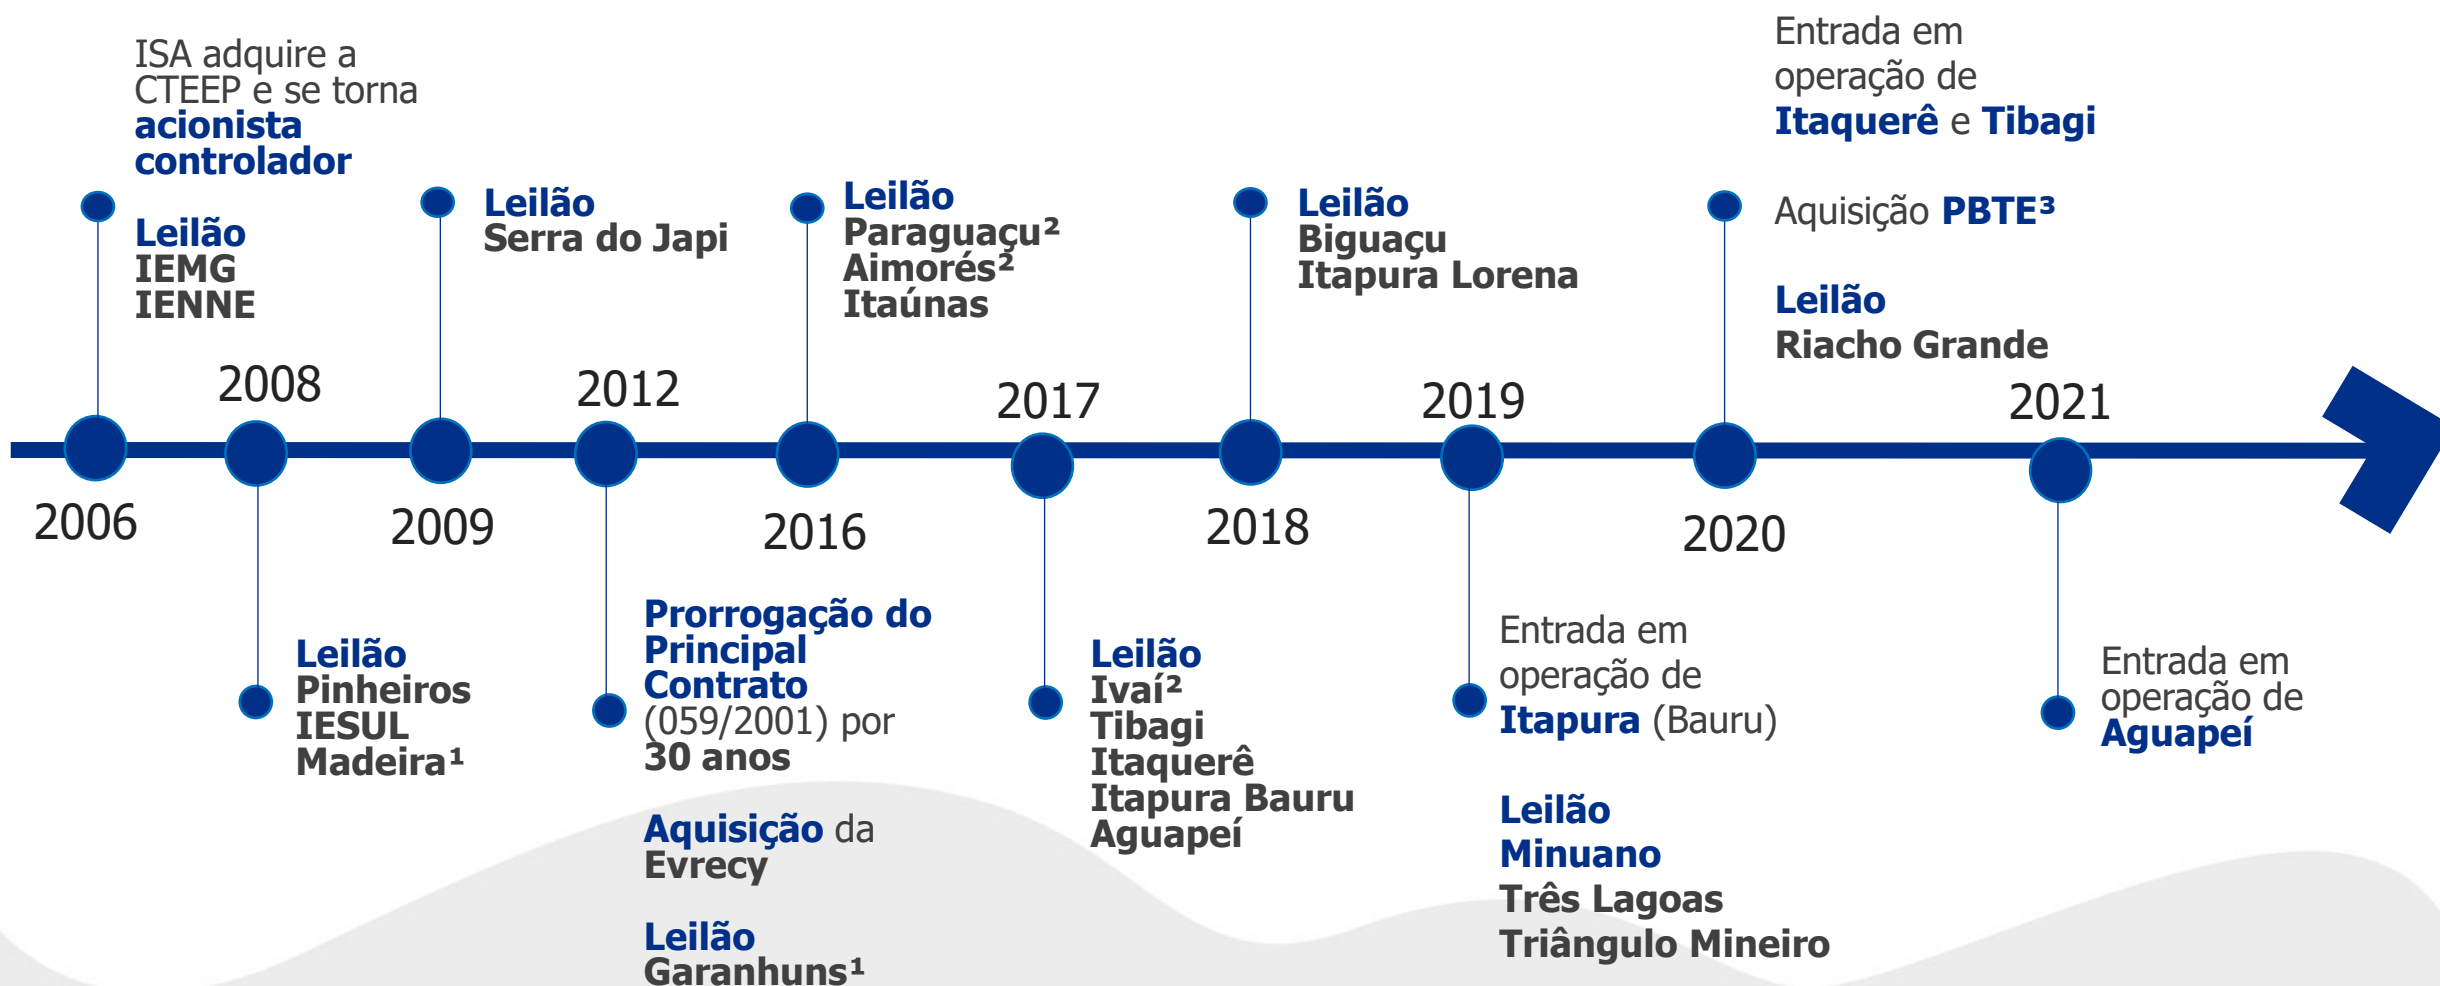 ISA adquire a
CTEEP e se torna
acionista
controlador
Leilão
IEMG
IENNE
2006
2008
Leilão
Pinheiros
IESUL
Madeira¹
Leilão
Serra do Japi
2009
2012
Prorrogação do
Principal
Contrato
(059/2001) por
30 anos
Aquisição da
Evrecy
Leilão
Garanhuns¹
Leilão
Paraguaçu²
Aimorés²
Itaúnas
2016
2017
Leilão
Ivaí²
Tibagi
Itaquerê
Itapura Bauru
Aguapeí
Leilão
Biguaçu
Itapura Lorena
2018
2019
Entrada em
operação de
Itapura (Bauru)
Leilão
Minuano
Três Lagoas
Triângulo Mineiro
Entrada em
operação de
Itaquerê e Tibagi
Aquisição PBTE³
Leilão
Riacho Grande
2020
2021
Entrada em
operação de
Aguapeí